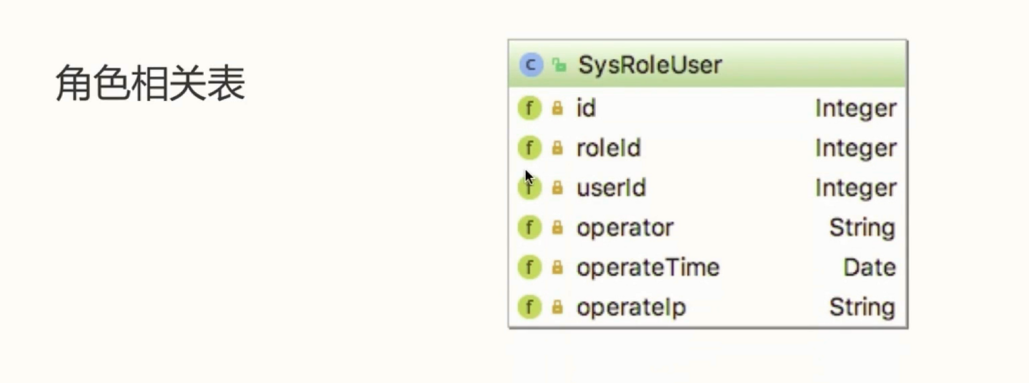 角色相关表
C SysRoleUser
f id Integer
f roleId Integer
f userId Integer
f operator String
f operateTime Date
f operateIp String